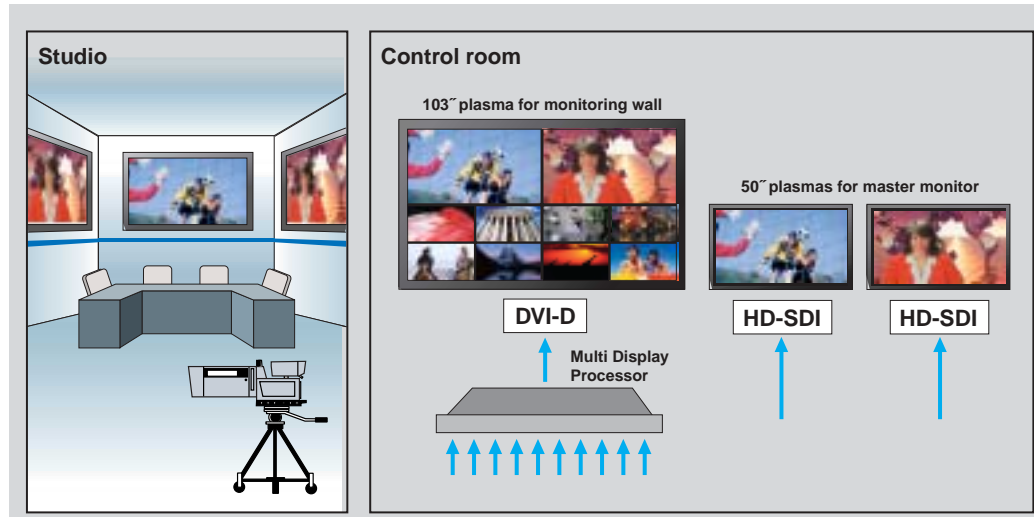 Studio
Control room
103˝ plasma for monitoring wall
50˝ plasmas for master monitor
DVI-D
HD-SDI
HD-SDI
Multi Display
Processor